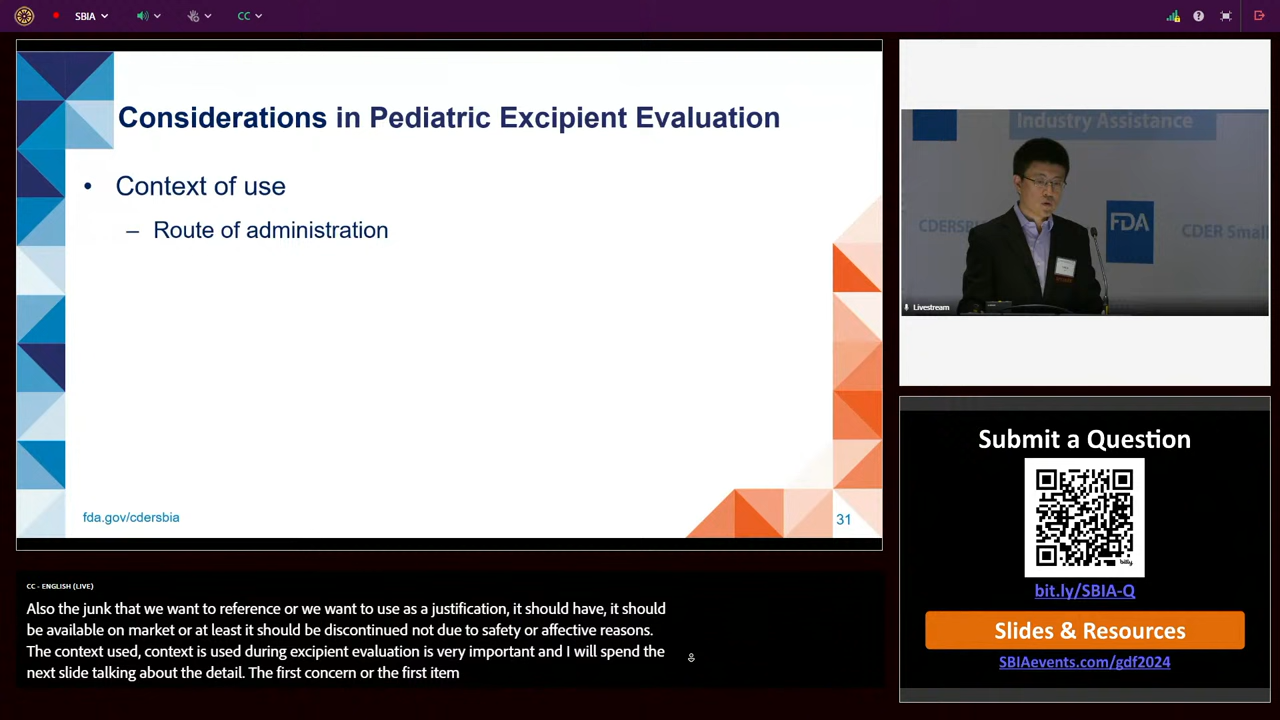 SBIA
CC
Considerations in Pediatric Excipient Evaluation
• Context of use
– Route of administration
fda.gov/cdersbia
31
Industry Assistance
CDERSBI
FDA
CDER Small
Livestream
Submit a Question
bitly
bit.ly/SBIA-Q
Slides & Resources
SBIAevents.com/gdf2024
CC - ENGLISH (LIVE)
Also the junk that we want to reference or we want to use as a justification, it should have, it should
be available on market or at least it should be discontinued not due to safety or affective reasons.
The context used, context is used during excipient evaluation is very important and I will spend the
next slide talking about the detail. The first concern or the first item